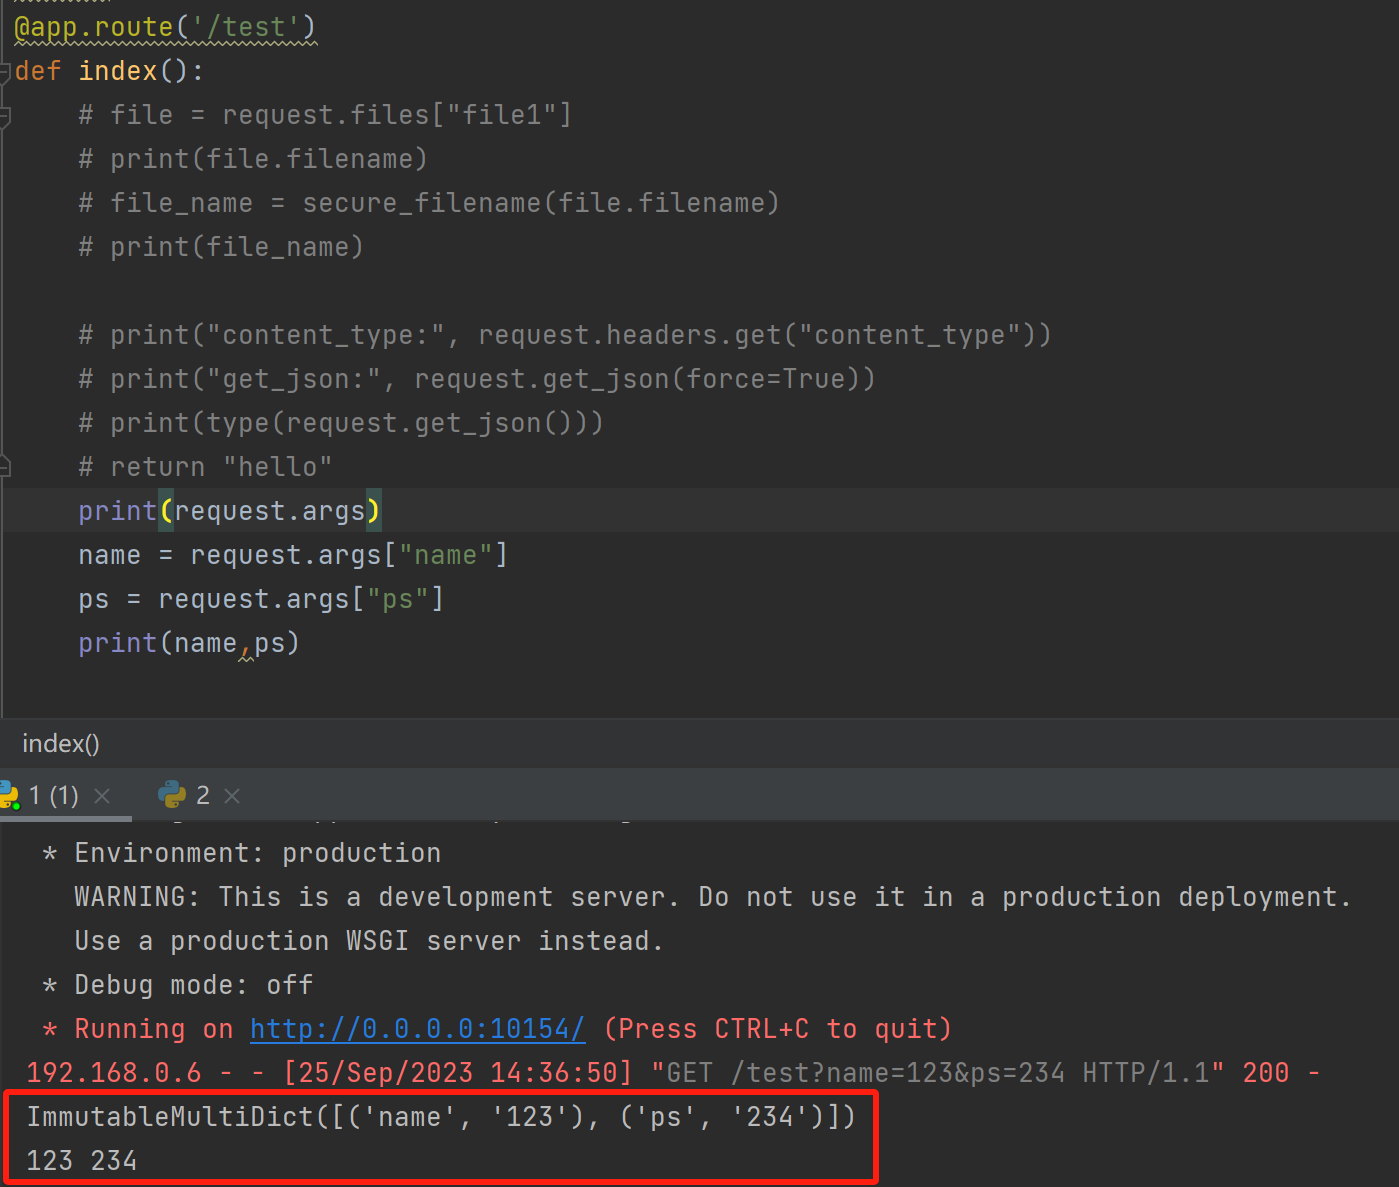 @app.route('/test')
def index():
    # file = request.files["file1"]
    # print(file.filename)
    # file_name = secure_filename(file.filename)
    # print(file_name)
    # print("content_type:", request.headers.get("content_type"))
    # print("get_json:", request.get_json(force=True))
    # print(type(request.get_json()))
    # return "hello"
    print(request.args)
    name = request.args["name"]
    ps = request.args["ps"]
    print(name,ps)
index()
1 (1) × 2 ×
 * Environment: production
   WARNING: This is a development server. Do not use it in a production deployment.
   Use a production WSGI server instead.
 * Debug mode: off
 * Running on http://0.0.0.0:10154/ (Press CTRL+C to quit)
192.168.0.6 - - [25/Sep/2023 14:36:50] "GET /test?name=123&ps=234 HTTP/1.1" 200 -
ImmutableMultiDict([('name', '123'), ('ps', '234')])
123 234